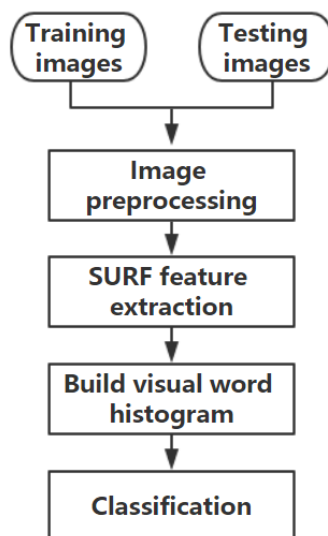 Training
images
Testing
images
Image
preprocessing
SURF feature
extraction
Build visual word
histogram
Classification